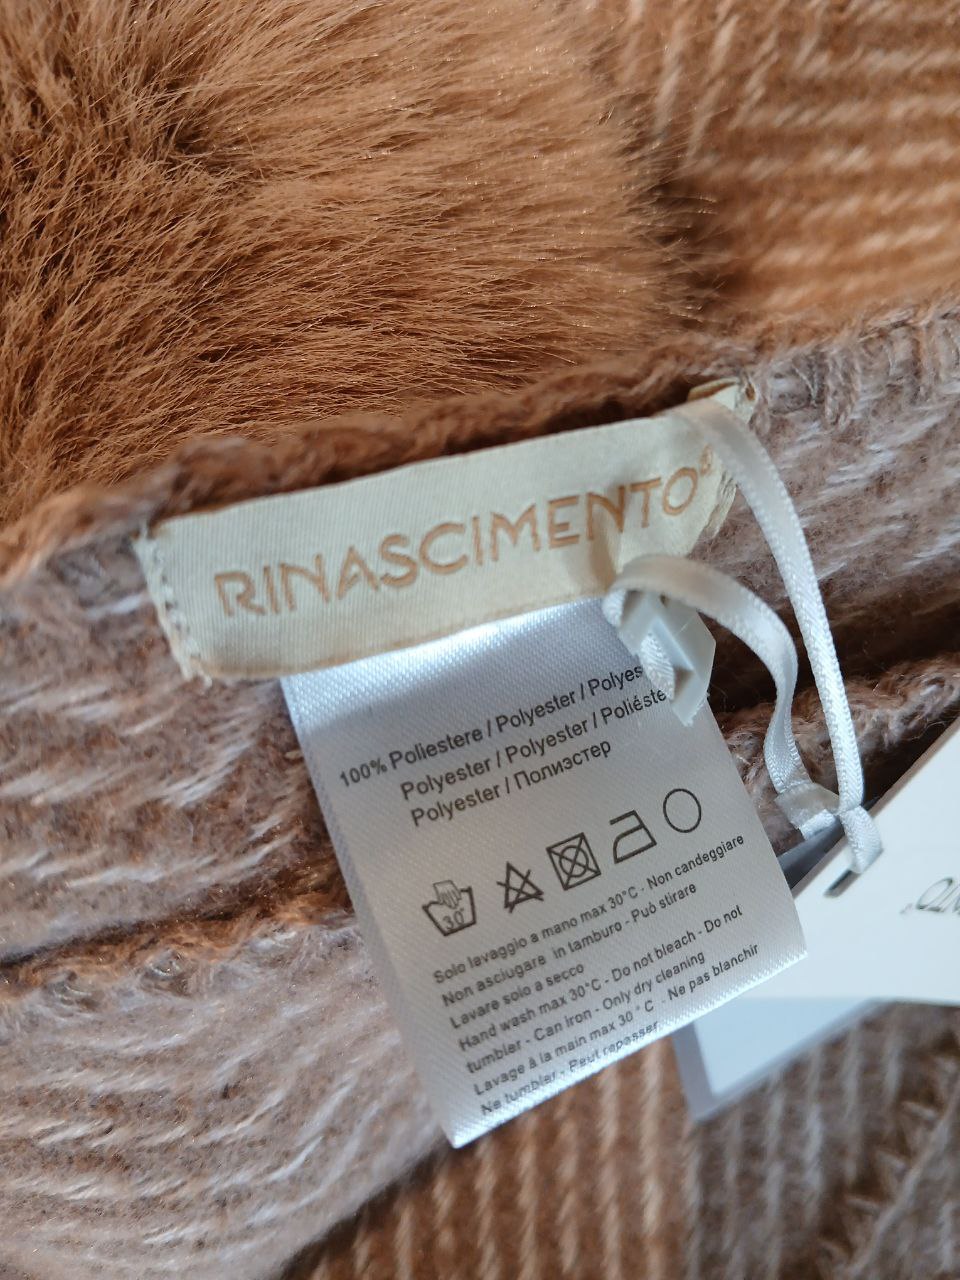 RINASCIMENTO®
100% Poliestere / Polyester / Polyes
Polyester / Polyester / Poliéste
Polyester / Полиэстер
30°
Solo lavaggio a mano max 30°C - Non candeggiare
Non asciugare in tamburo - Può stirare
Lavare solo a secco
Hand wash max 30°C - Do not bleach - Do not
tumbler - Can iron - Only dry cleaning
Lavage à la main max 30 ° C - Ne pas blanchir
Ne tumbler - Peut repasser